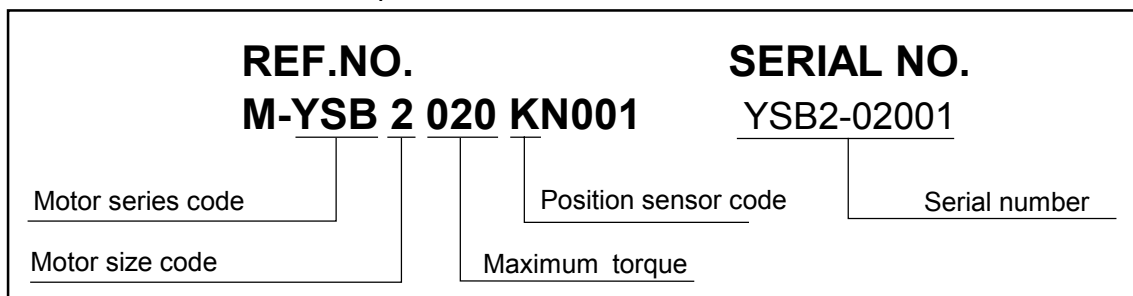 REF.NO. SERIAL NO.
M-YSB 2 020 KN001 YSB2-02001
Motor series code Position sensor code Serial number
Motor size code Maximum torque